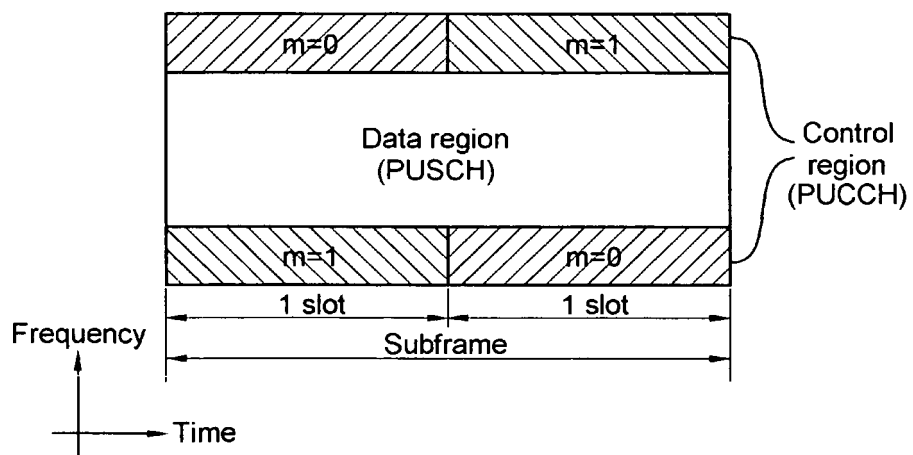 m=0
m=1
Data region
(PUSCH)
Control
region
(PUCCH)
m=1
m=0
1 slot
1 slot
Frequency
Subframe
Time